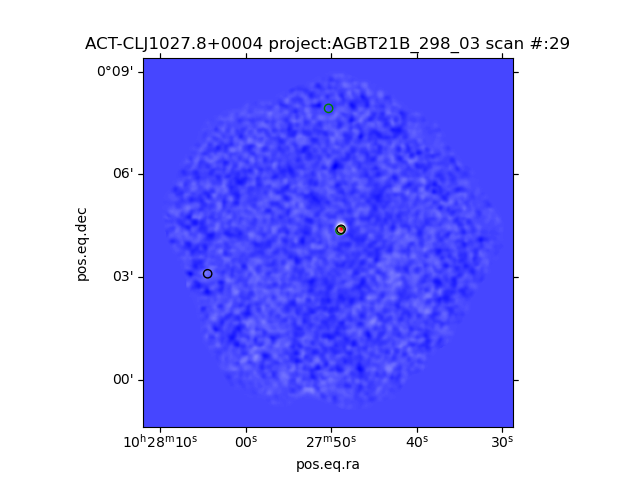 ACT-CLJ1027.8+0004 project:AGBT21B_298_03 scan #:29
0°09'
06'
03'
00'
pos.eq.dec
10ʰ28ᵐ10ˢ 00ˢ 27ᵐ50ˢ 40ˢ 30ˢ
pos.eq.ra